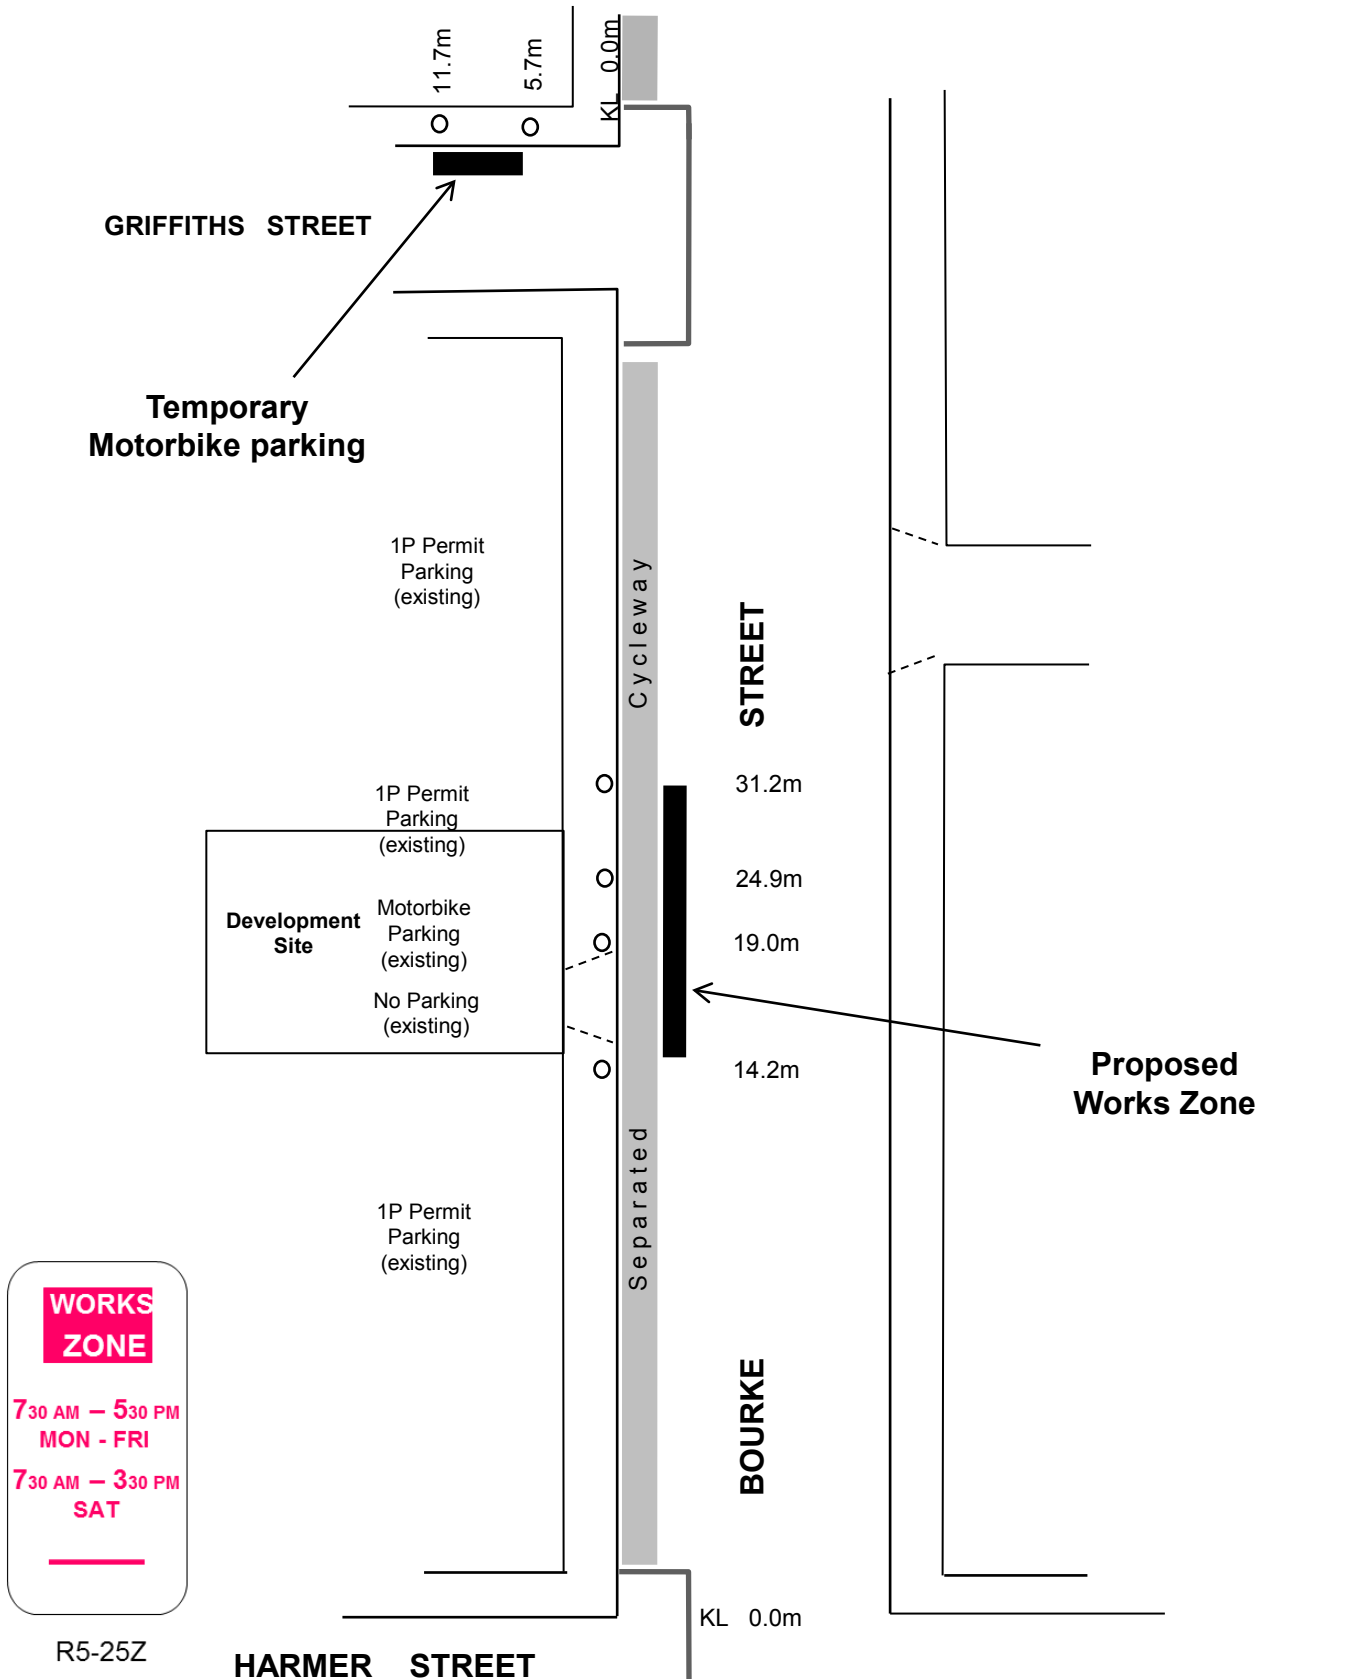 11.7m
5.7m
KL 0.0m
GRIFFITHS STREET
Temporary
Motorbike parking
1P Permit
Parking
(existing)
Cycleway
STREET
31.2m
1P Permit
Parking
(existing)
24.9m
Development
Site
Motorbike
Parking
(existing)
19.0m
No Parking
(existing)
14.2m
Proposed
Works Zone
Separated
1P Permit
Parking
(existing)
BOURKE
WORKS
ZONE
730 AM – 530 PM
MON - FRI
730 AM – 330 PM
SAT
R5-25Z
KL 0.0m
HARMER STREET